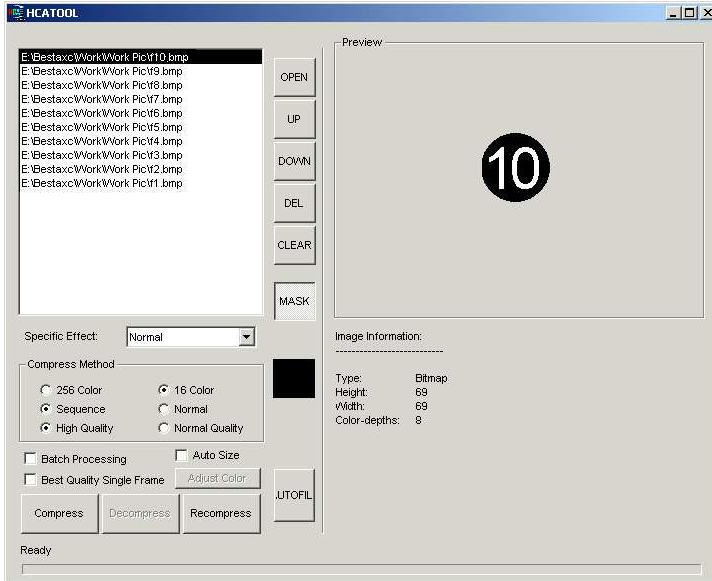 HCATOOL
E:\Bestaxc\Work\Work Pic\f10.bmp
E:\Bestaxc\Work\Work Pic\f9.bmp
E:\Bestaxc\Work\Work Pic\f8.bmp
E:\Bestaxc\Work\Work Pic\f7.bmp
E:\Bestaxc\Work\Work Pic\f6.bmp
E:\Bestaxc\Work\Work Pic\f5.bmp
E:\Bestaxc\Work\Work Pic\f4.bmp
E:\Bestaxc\Work\Work Pic\f3.bmp
E:\Bestaxc\Work\Work Pic\f2.bmp
E:\Bestaxc\Work\Work Pic\f1.bmp
OPEN
UP
DOWN
DEL
CLEAR
MASK
Specific Effect: Normal
Compress Method
256 Color 16 Color
Sequence Normal
High Quality Normal Quality
Batch Processing Auto Size
Best Quality Single Frame Adjust Color
Compress Decompress Recompress
UTOFIL
Preview
10
Image Information:
---------------------------
Type: Bitmap
Height: 69
Width: 69
Color-depths: 8
Ready